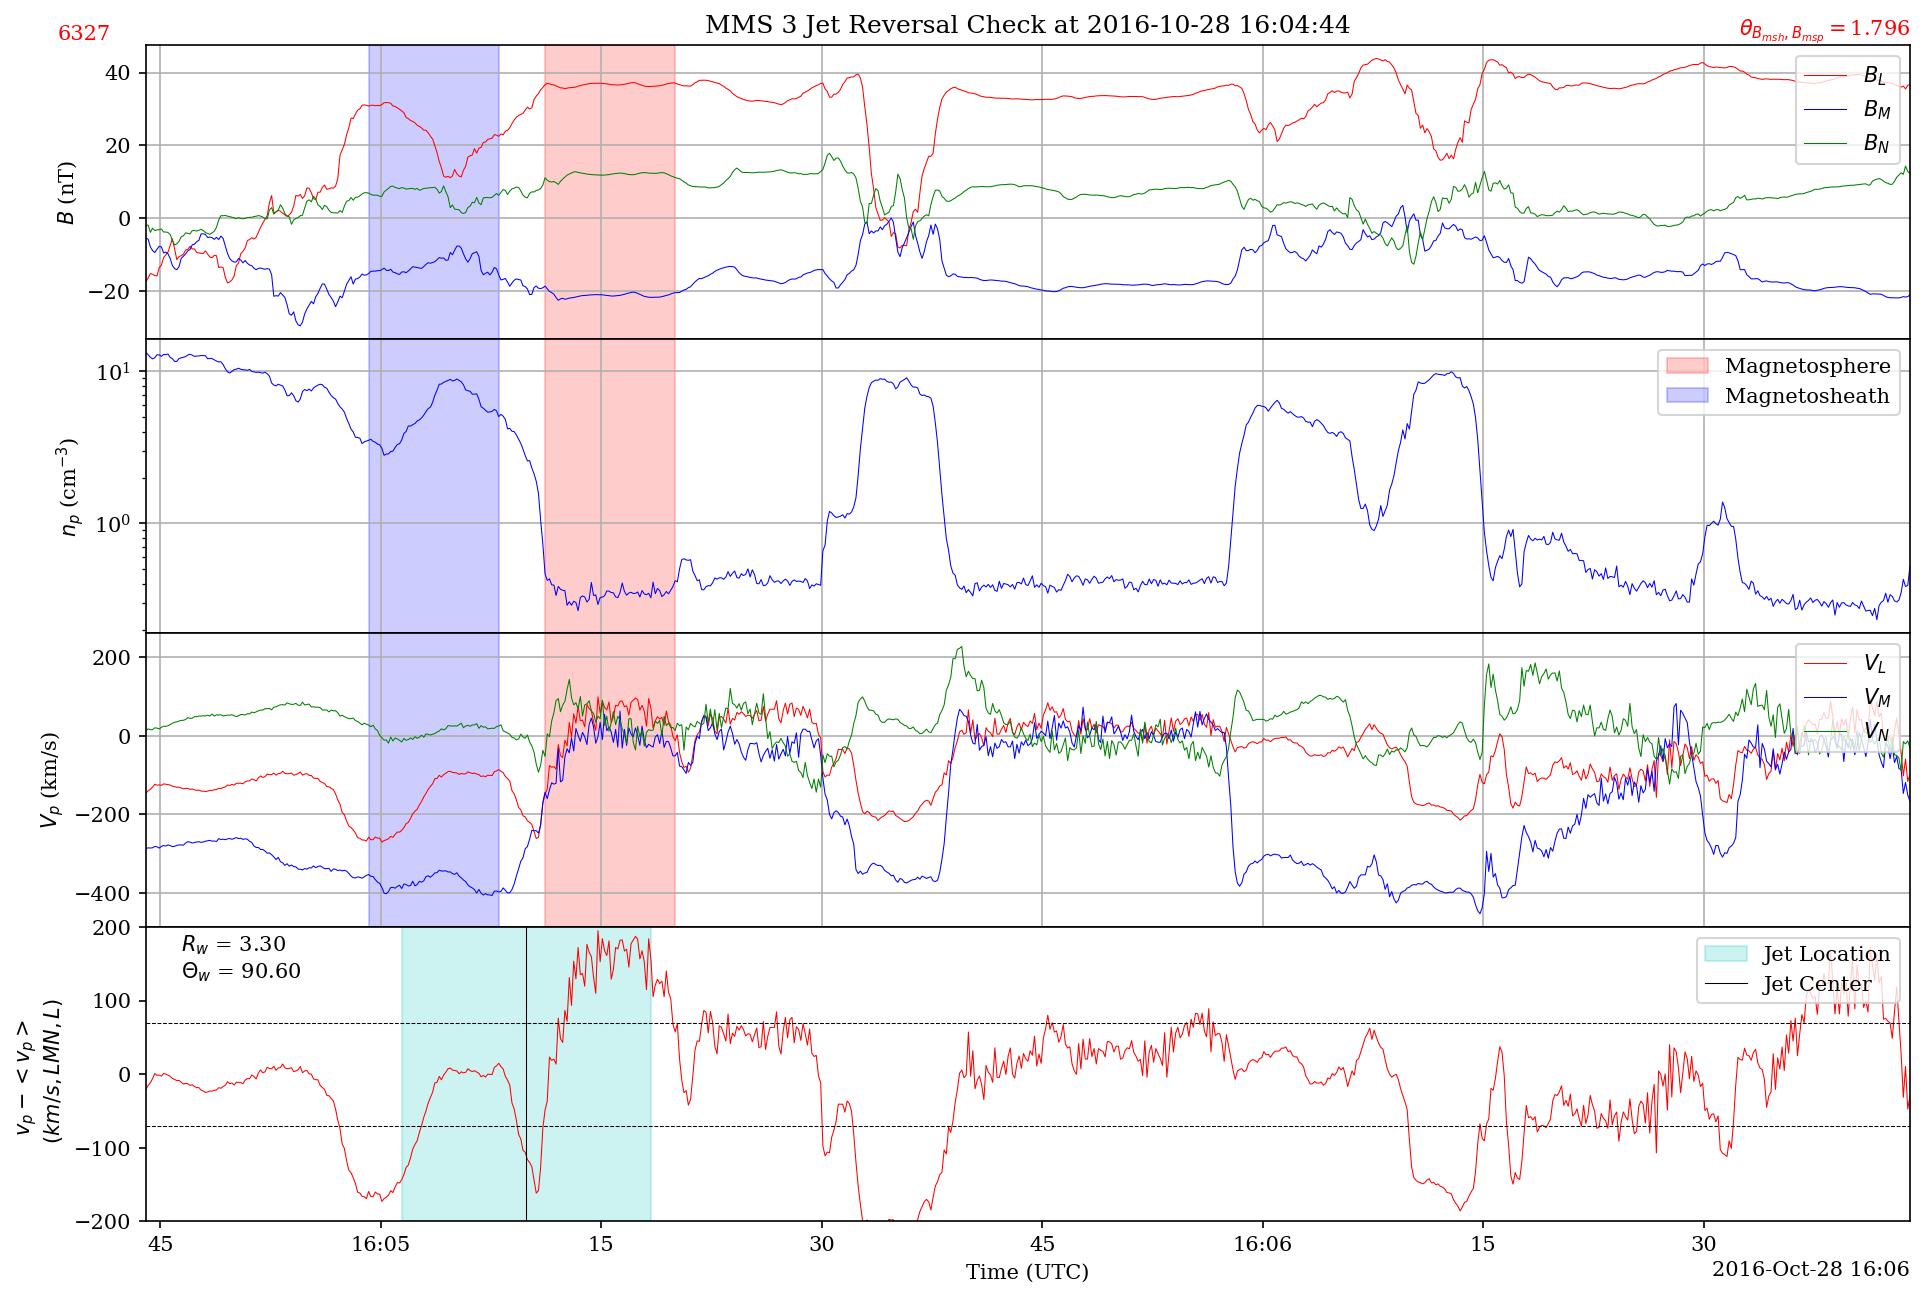 6327
MMS 3 Jet Reversal Check at 2016-10-28 16:04:44
θ_{B_{msh}, B_{msp}} = 1.796
B (nT)
40
20
0
−20
B_L
B_M
B_N
n_p (cm^{−3})
10^1
10^0
Magnetosphere
Magnetosheath
V_p (km/s)
200
0
−200
−400
V_L
V_M
V_N
v_p − < v_p >
(km/s, LMN, L)
200
100
0
−100
−200
R_w = 3.30
Θ_w = 90.60
Jet Location
Jet Center
45 16:05 15 30 45 16:06 15 30
Time (UTC)
2016-Oct-28 16:06